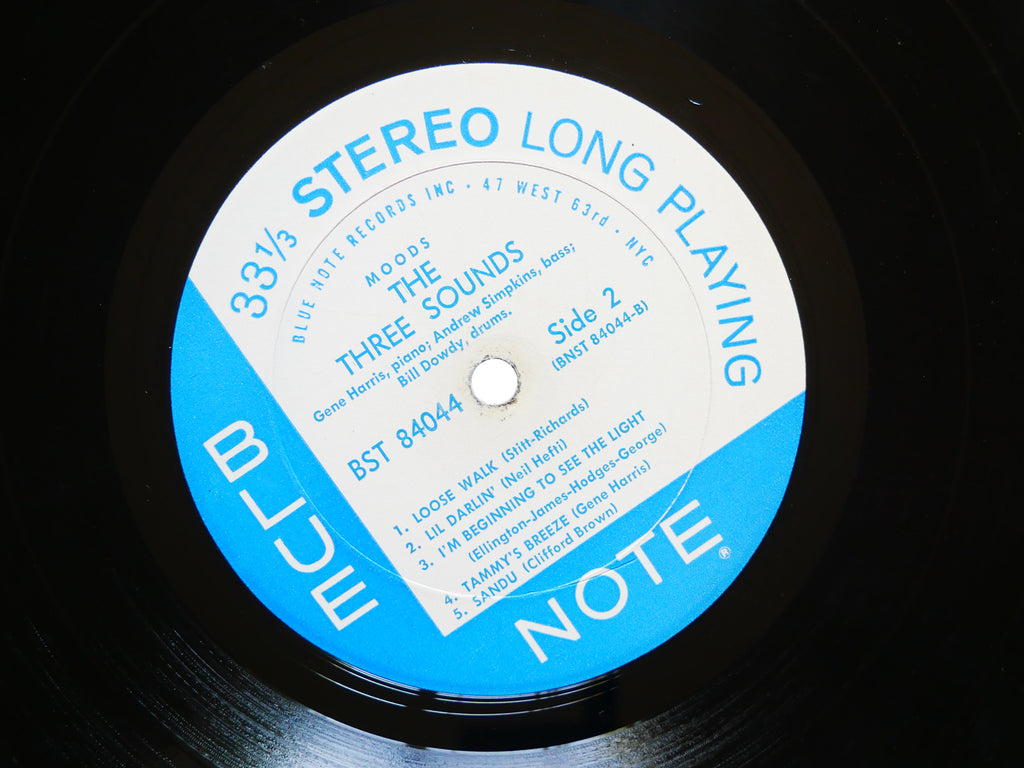 33⅓ STEREO LONG PLAYING
BLUE NOTE RECORDS INC • 47 WEST 63rd • NYC
MOODS
THE
THREE SOUNDS
Gene Harris, piano; Andrew Simpkins, bass;
Bill Dowdy, drums.
BST 84044
Side 2
(BNST 84044-B)
1. LOOSE WALK (Stitt-Richards)
2. LIL DARLIN' (Neil Hefti)
3. I'M BEGINNING TO SEE THE LIGHT
(Ellington-James-Hodges-George)
4. TAMMY'S BREEZE (Gene Harris)
5. SANDU (Clifford Brown)
BLUE
NOTE®